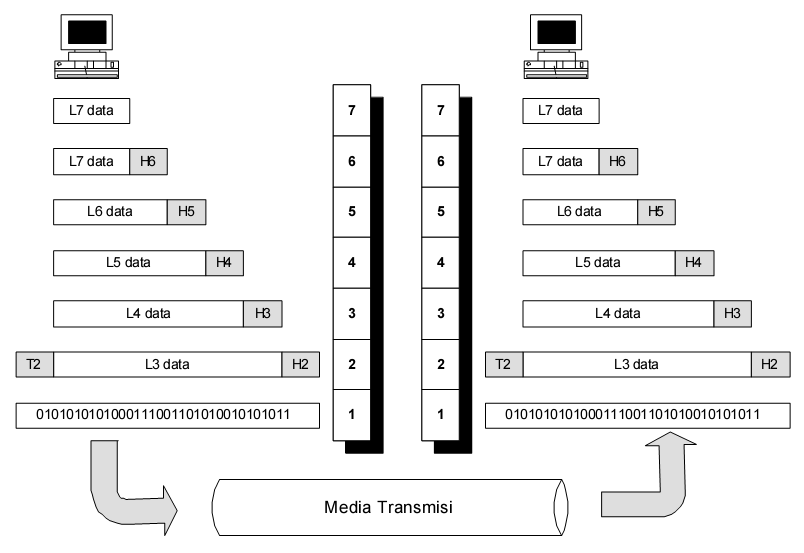 L7 data 7 7 L7 data
L7 data H6 6 6 L7 data H6
L6 data H5 5 5 L6 data H5
L5 data H4 4 4 L5 data H4
L4 data H3 3 3 L4 data H3
T2 L3 data H2 2 2 T2 L3 data H2
0101010101000111001101010010101011 1 1 0101010101000111001101010010101011
Media Transmisi